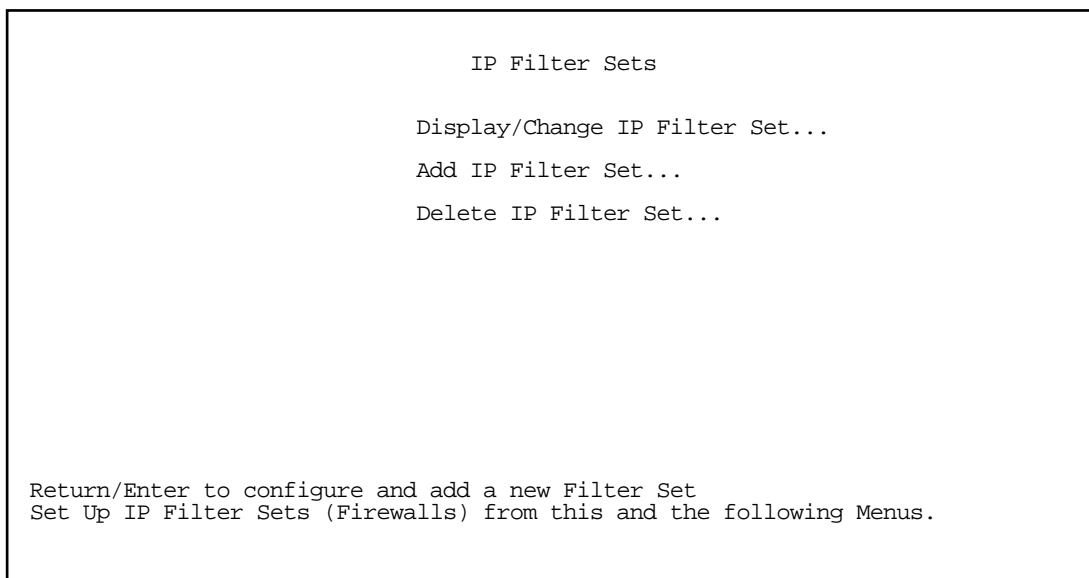 IP Filter Sets
Display/Change IP Filter Set...
Add IP Filter Set...
Delete IP Filter Set...
Return/Enter to configure and add a new Filter Set
Set Up IP Filter Sets (Firewalls) from this and the following Menus.